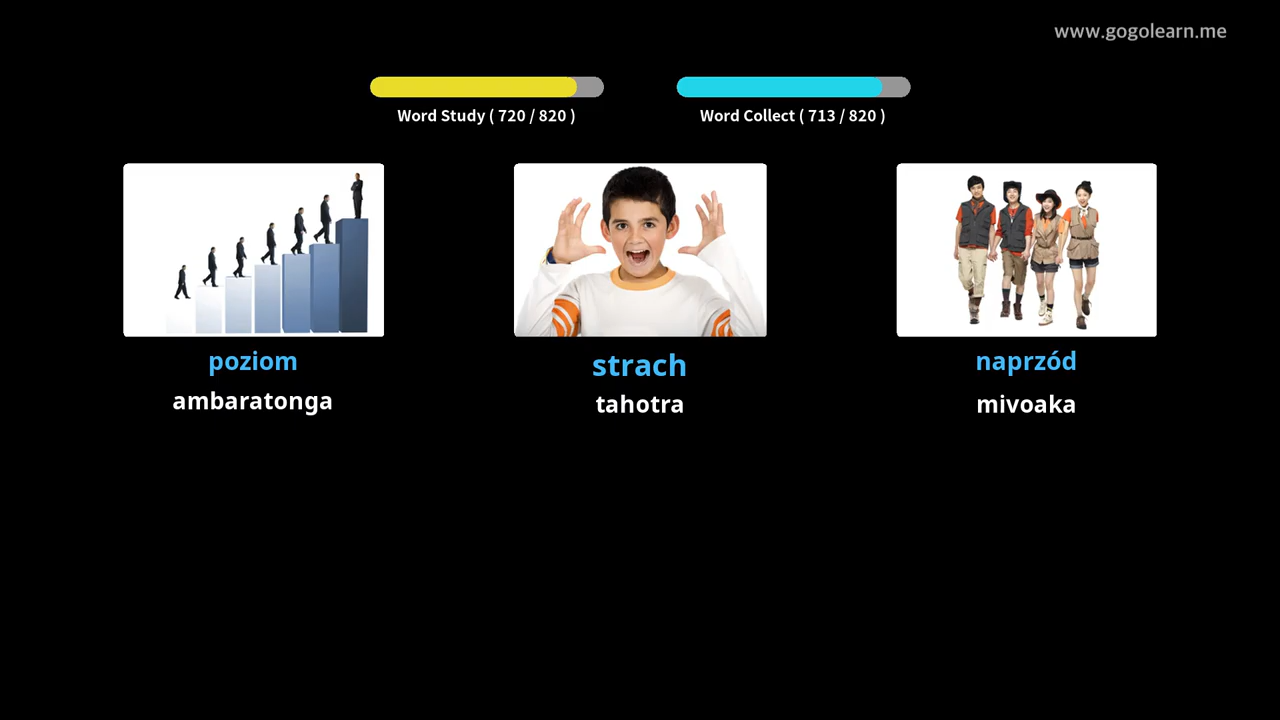 www.gogolearn.me
Word Study ( 720 / 820 )
Word Collect ( 713 / 820 )
poziom
strach
naprzód
ambaratonga
tahotra
mivoaka